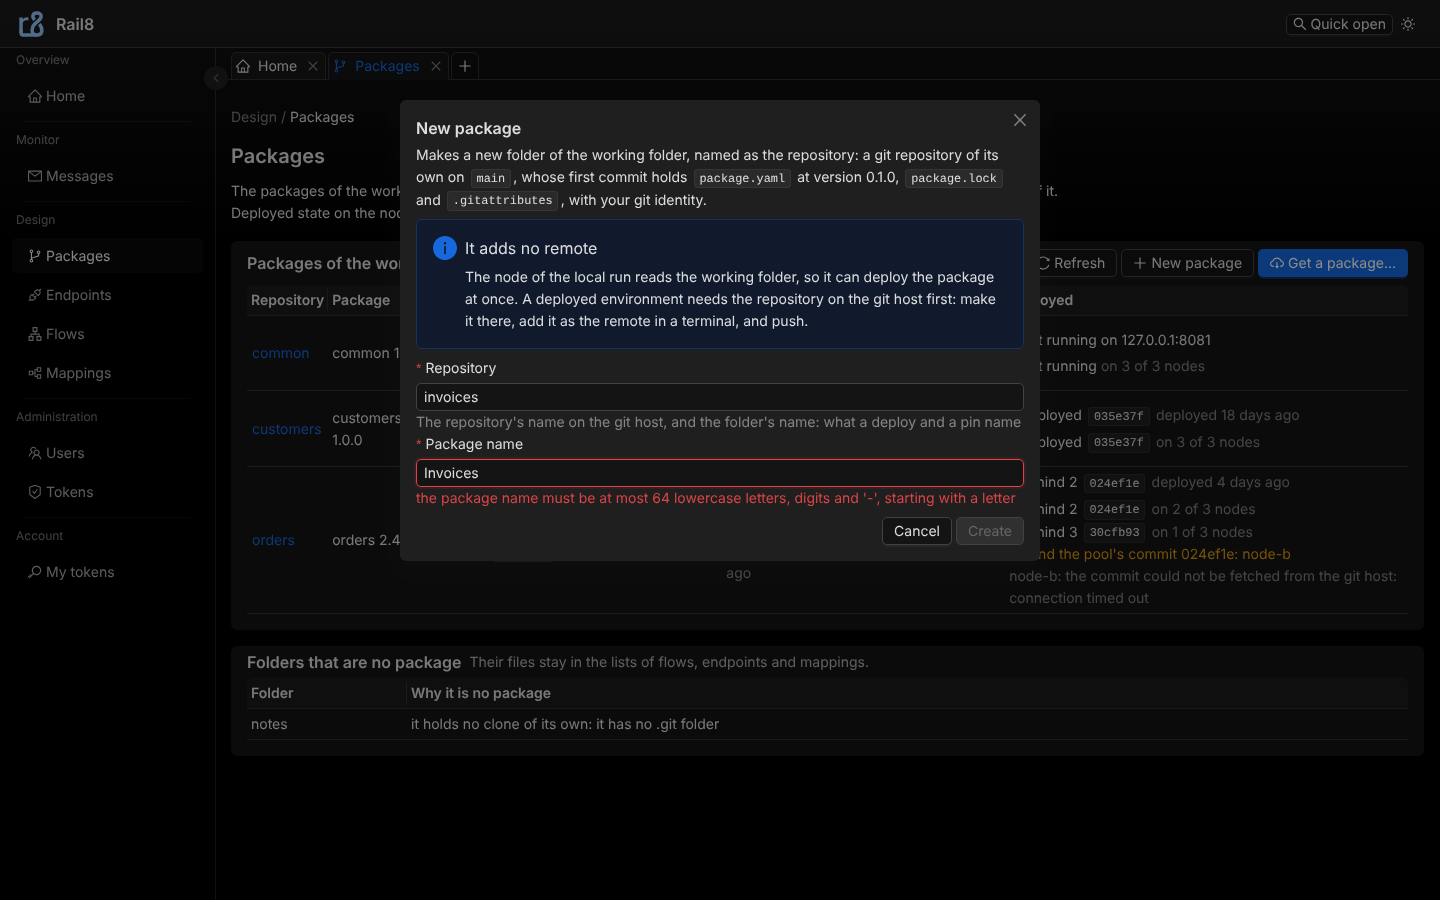 Rail8
Quick open
Overview
Home
Monitor
Messages
Design
Packages
Endpoints
Flows
Mappings
Administration
Users
Tokens
Account
My tokens
Home
Packages
Design / Packages
Packages
The packages of the
it.
Deployed state on the
Packages of the
Refresh
New package
Get a package...
Repository
Package
common
common
not running on 127.0.0.1:8081
running on 3 of 3 nodes
customers
customers
1.0.0
035e37f deployed 18 days ago
035e37f on 3 of 3 nodes
orders
orders 2.4
2 024ef1e deployed 4 days ago
2 024ef1e on 2 of 3 nodes
3 30cfb93 on 1 of 3 nodes
the pool's commit 024ef1e: node-b
node-b: the commit could not be fetched from the git host:
connection timed out
ago
New package
Makes a new folder of the working folder, named as the repository: a git repository of its
own on main, whose first commit holds package.yaml at version 0.1.0, package.lock
and .gitattributes, with your git identity.
It adds no remote
The node of the local run reads the working folder, so it can deploy the package
at once. A deployed environment needs the repository on the git host first: make
it there, add it as the remote in a terminal, and push.
* Repository
invoices
The repository's name on the git host, and the folder's name: what a deploy and a pin name
* Package name
Invoices
the package name must be at most 64 lowercase letters, digits and '-', starting with a letter
Cancel
Create
Folders that are no package Their files stay in the lists of flows, endpoints and mappings.
Folder
Why it is no package
notes
it holds no clone of its own: it has no .git folder